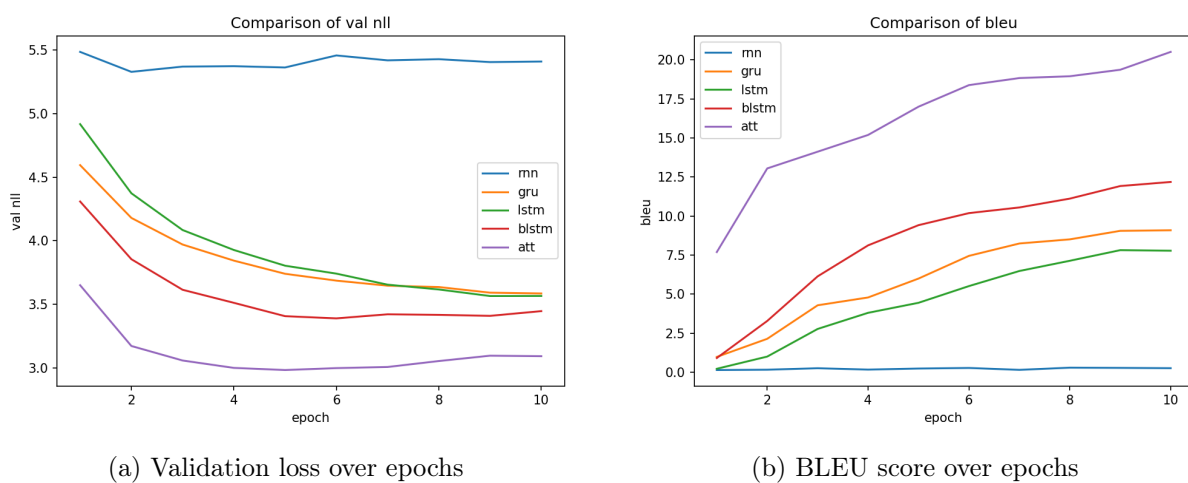 Comparison of val nll
5.5
5.0
4.5
4.0
3.5
3.0
val nll
rnn
gru
lstm
blstm
att
2
4
6
8
10
epoch
(a) Validation loss over epochs
Comparison of bleu
20.0
17.5
15.0
12.5
10.0
7.5
5.0
2.5
0.0
bleu
rnn
gru
lstm
blstm
att
2
4
6
8
10
epoch
(b) BLEU score over epochs